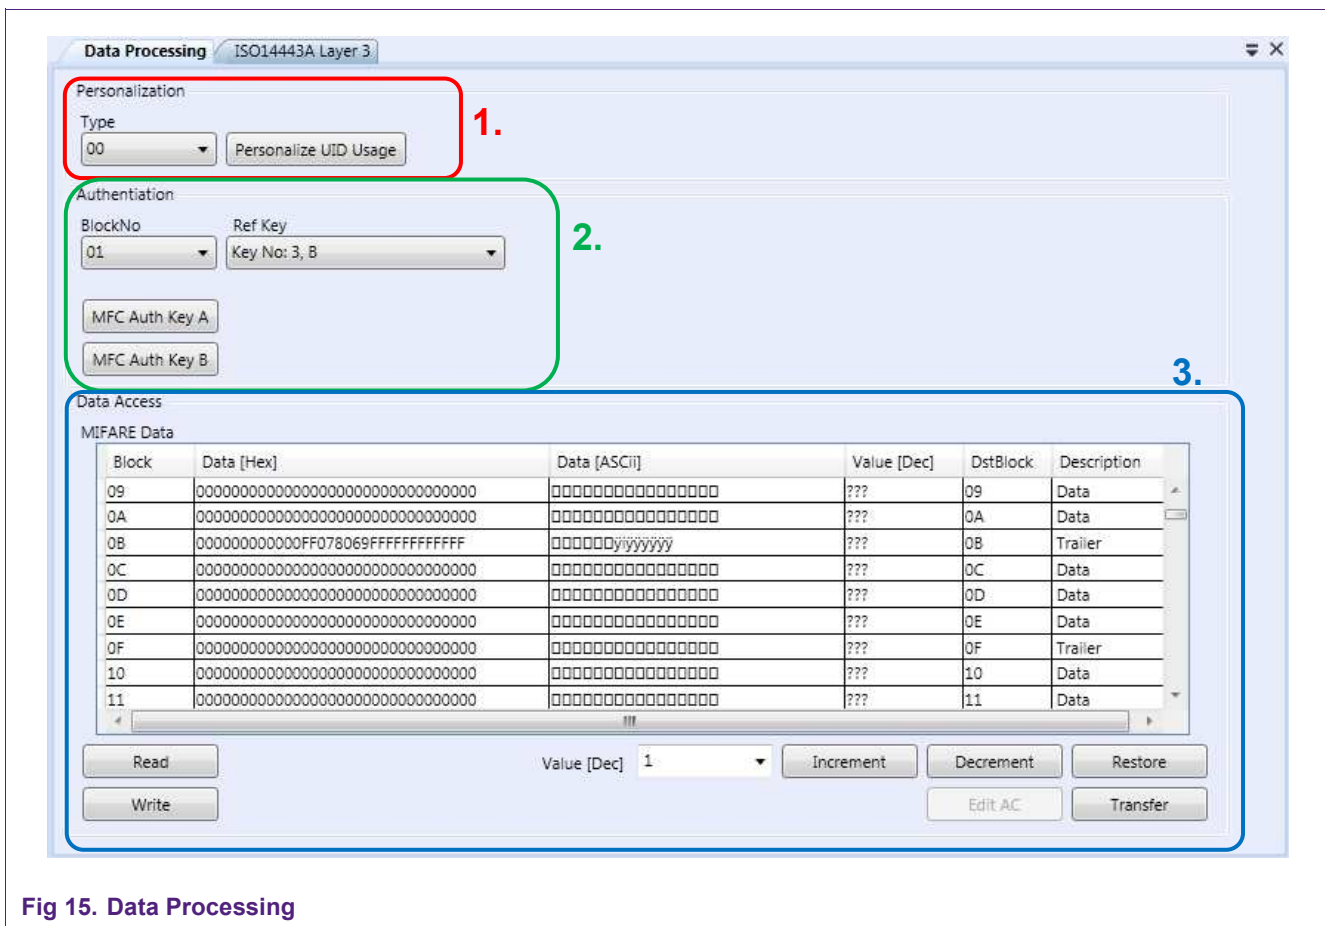 Data Processing ISO14443A Layer 3
Personalization
1.
Type
00 Personalize UID Usage
Authentiation
BlockNo Ref Key
2.
01 Key No: 3, B
MFC Auth Key A
MFC Auth Key B
3.
Data Access
MIFARE Data
Block Data [Hex] Data [ASCii] Value [Dec] DstBlock Description
09 00000000000000000000000000000000 □□□□□□□□□□□□□□□□ ??? 09 Data
0A 00000000000000000000000000000000 □□□□□□□□□□□□□□□□ ??? 0A Data
0B 000000000000FF078069FFFFFFFFFFFF □□□□□□ÿiÿÿÿÿÿÿ ??? 0B Trailer
0C 00000000000000000000000000000000 □□□□□□□□□□□□□□□□ ??? 0C Data
0D 00000000000000000000000000000000 □□□□□□□□□□□□□□□□ ??? 0D Data
0E 00000000000000000000000000000000 □□□□□□□□□□□□□□□□ ??? 0E Data
0F 00000000000000000000000000000000 □□□□□□□□□□□□□□□□ ??? 0F Trailer
10 00000000000000000000000000000000 □□□□□□□□□□□□□□□□ ??? 10 Data
11 00000000000000000000000000000000 □□□□□□□□□□□□□□□□ ??? 11 Data
Read Value [Dec] 1 Increment Decrement Restore
Write Edit AC Transfer
Fig 15. Data Processing